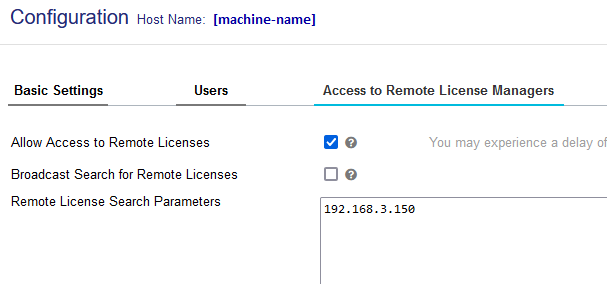 Configuration Host Name: [machine-name]
Basic Settings Users Access to Remote License Managers
Allow Access to Remote Licenses ? You may experience a delay of
Broadcast Search for Remote Licenses ?
Remote License Search Parameters
192.168.3.150